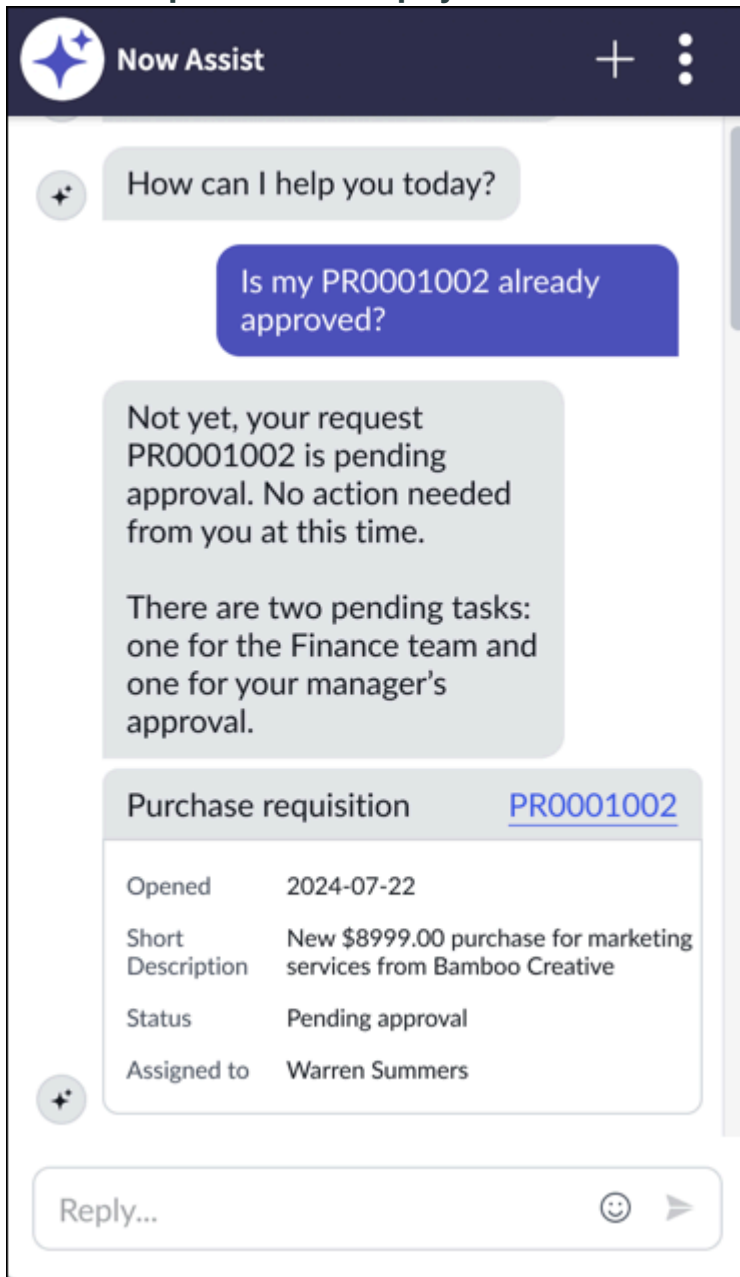 Now Assist
How can I help you today?
Is my PR0001002 already
approved?
Not yet, your request
PR0001002 is pending
approval. No action needed
from you at this time.
There are two pending tasks:
one for the Finance team and
one for your manager's
approval.
Purchase requisition PR0001002
Opened 2024-07-22
Short Description New $8999.00 purchase for marketing
services from Bamboo Creative
Status Pending approval
Assigned to Warren Summers
Reply...